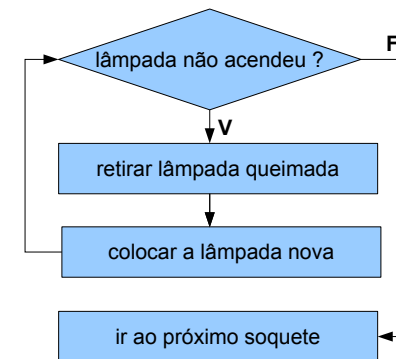 lâmpada não acendeu ?
F
V
retirar lâmpada queimada
colocar a lâmpada nova
ir ao próximo soquete